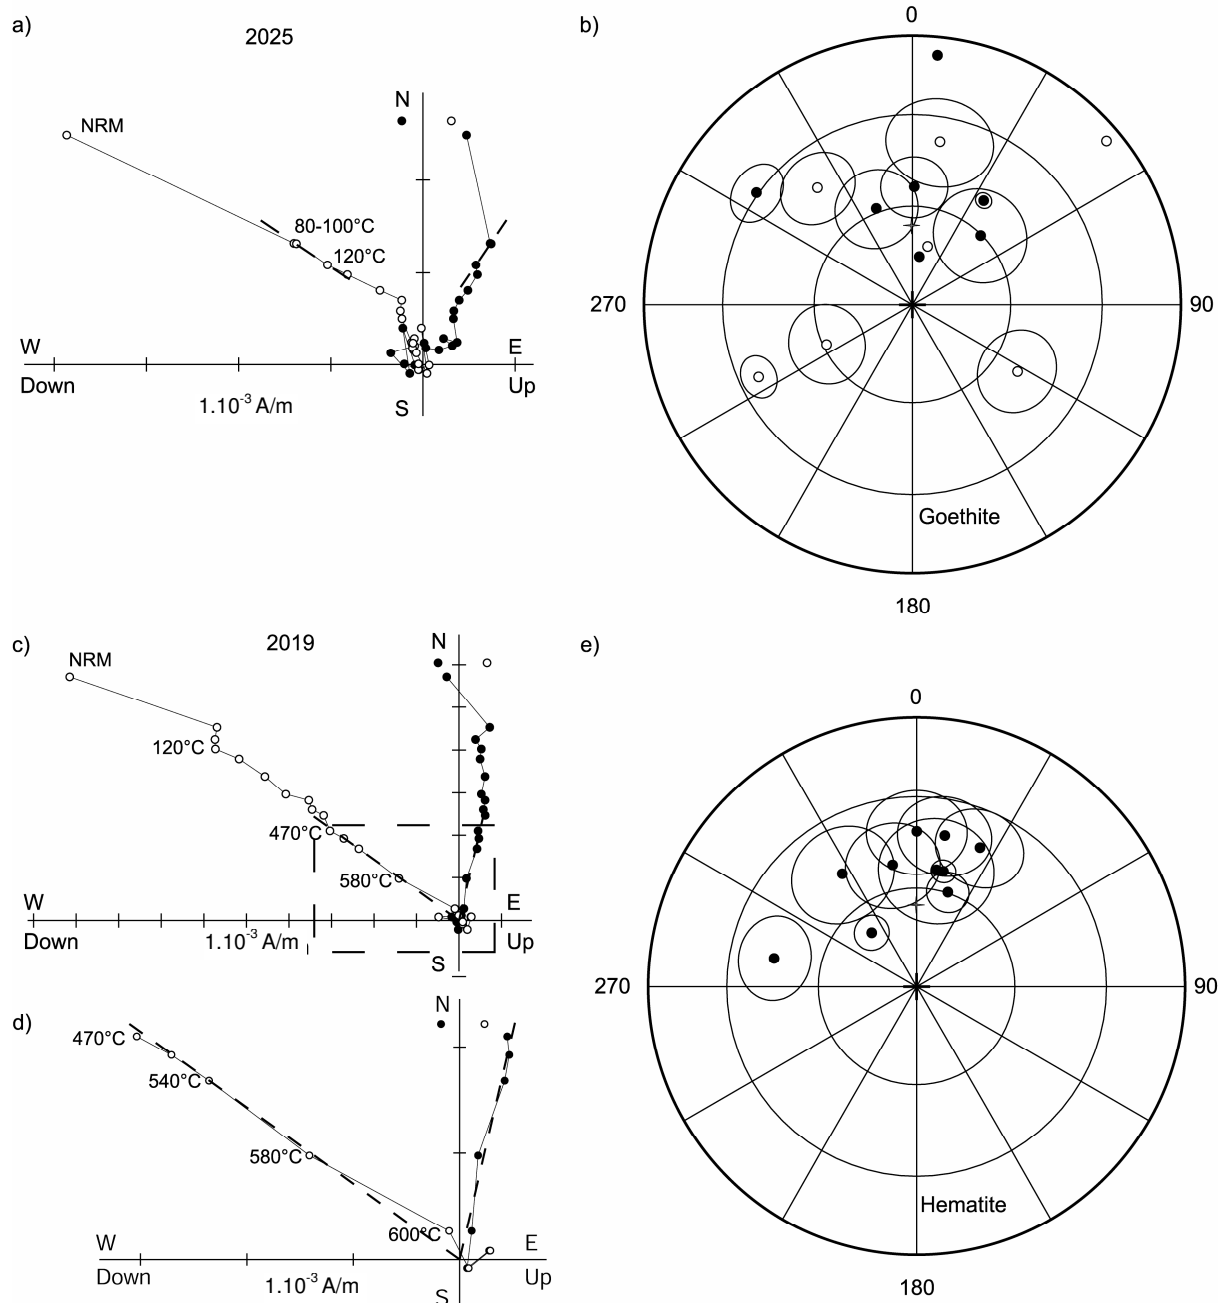 a)
2025
N
NRM
80-100°C
120°C
W
E
Down
Up
1.10-3 A/m
S
b)
0
270
90
Goethite
180
c)
2019
N
NRM
120°C
470°C
580°C
W
E
Down
1.10-3 A/m
Up
S
d)
N
470°C
540°C
580°C
600°C
W
E
Down
Up
1.10-3 A/m
S
e)
0
270
90
Hematite
180